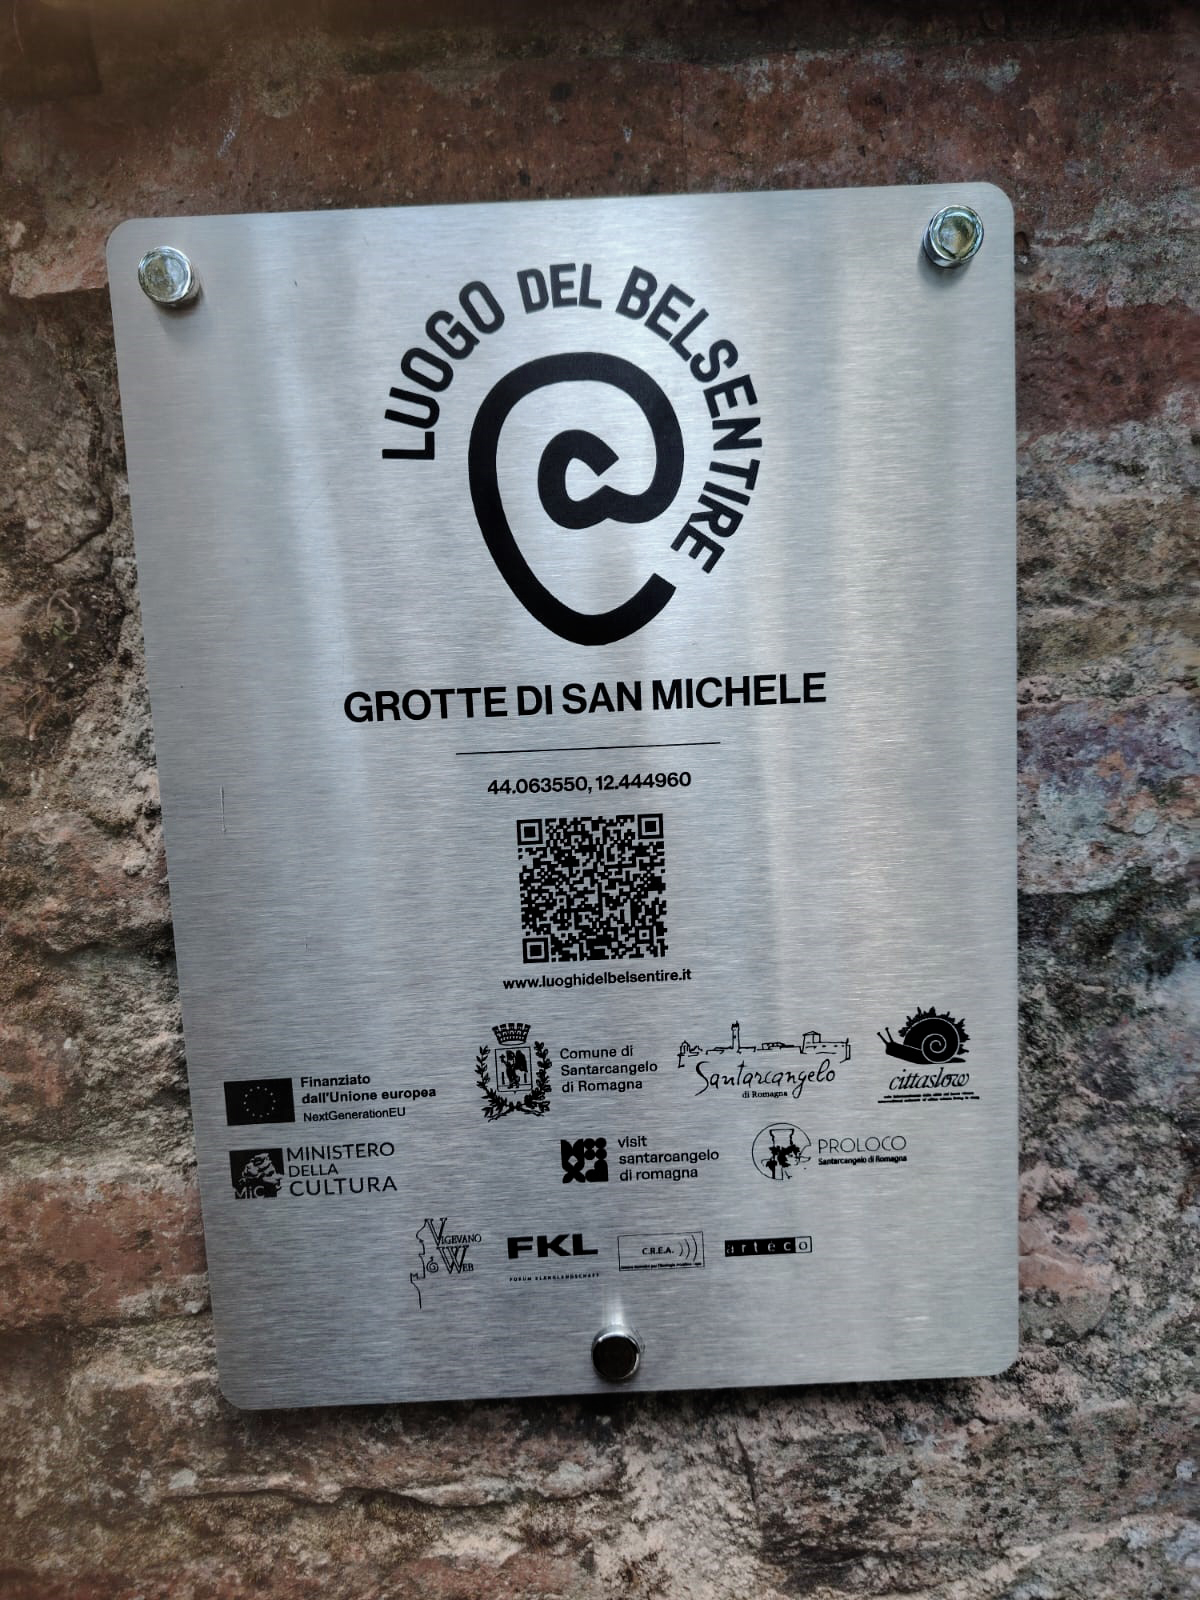 LUOGO DEL BELSENTIRE
GROTTE DI SAN MICHELE
44.063550, 12.444960
www.luoghidelbelsentire.it
Finanziato
dall'Unione europea
NextGenerationEU
Comune di
Santarcangelo
di Romagna
Santarcangelo
di Romagna
cittaslow
MiC
MINISTERO
DELLA
CULTURA
visit
santarcangelo
di romagna
PROLOCO
Santarcangelo di Romagna
VIGEVANO
WEB
FKL
FORUM KLANGLANDSCHAFT
C.R.E.A.
arteco